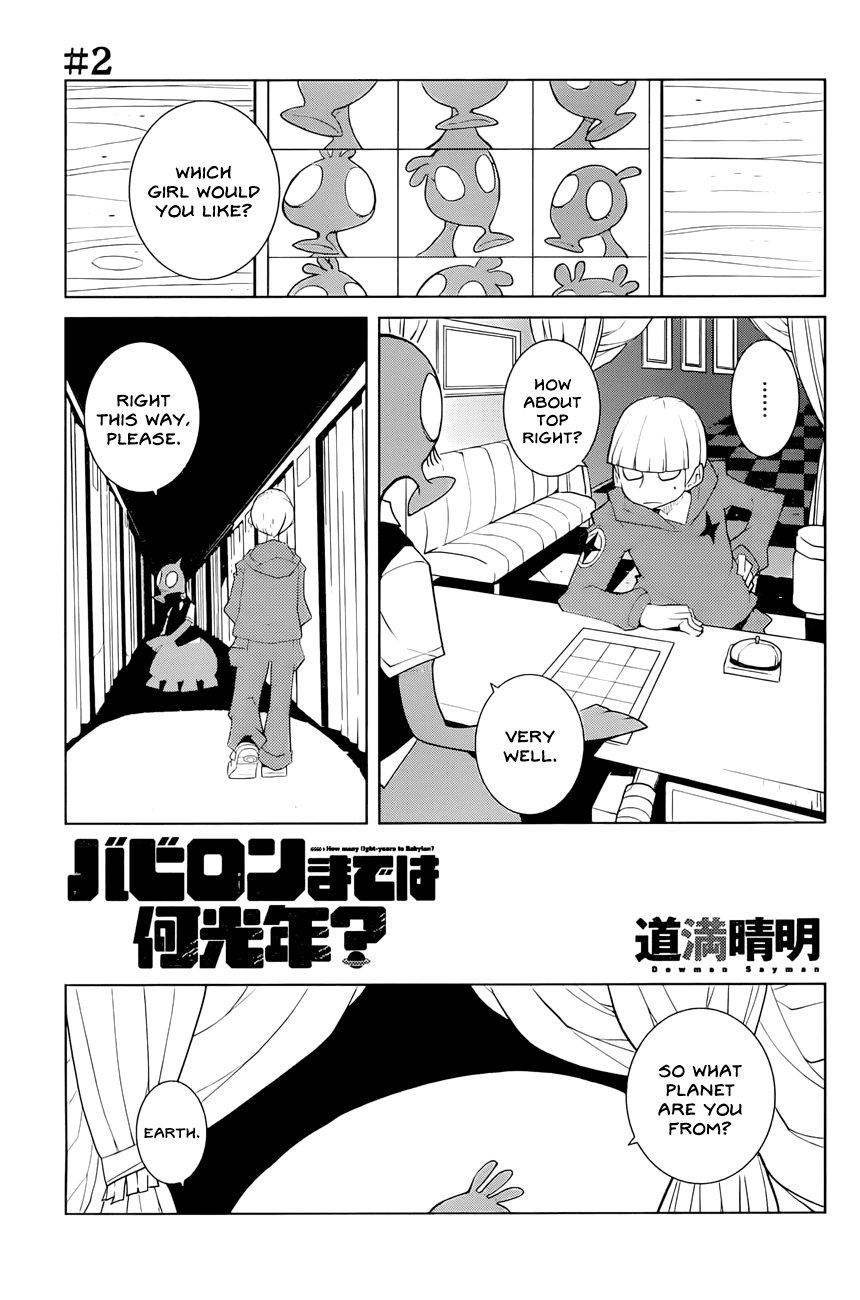 #2
WHICH
GIRL WOULD
YOU LIKE?
........
HOW
ABOUT
TOP
RIGHT?
VERY
WELL.
RIGHT
THIS WAY,
PLEASE.
: How many light-years to Babylon?
バビロンまでは
何光年?
道満晴明
Dowman Sayman
SO WHAT
PLANET
ARE YOU
FROM?
EARTH.